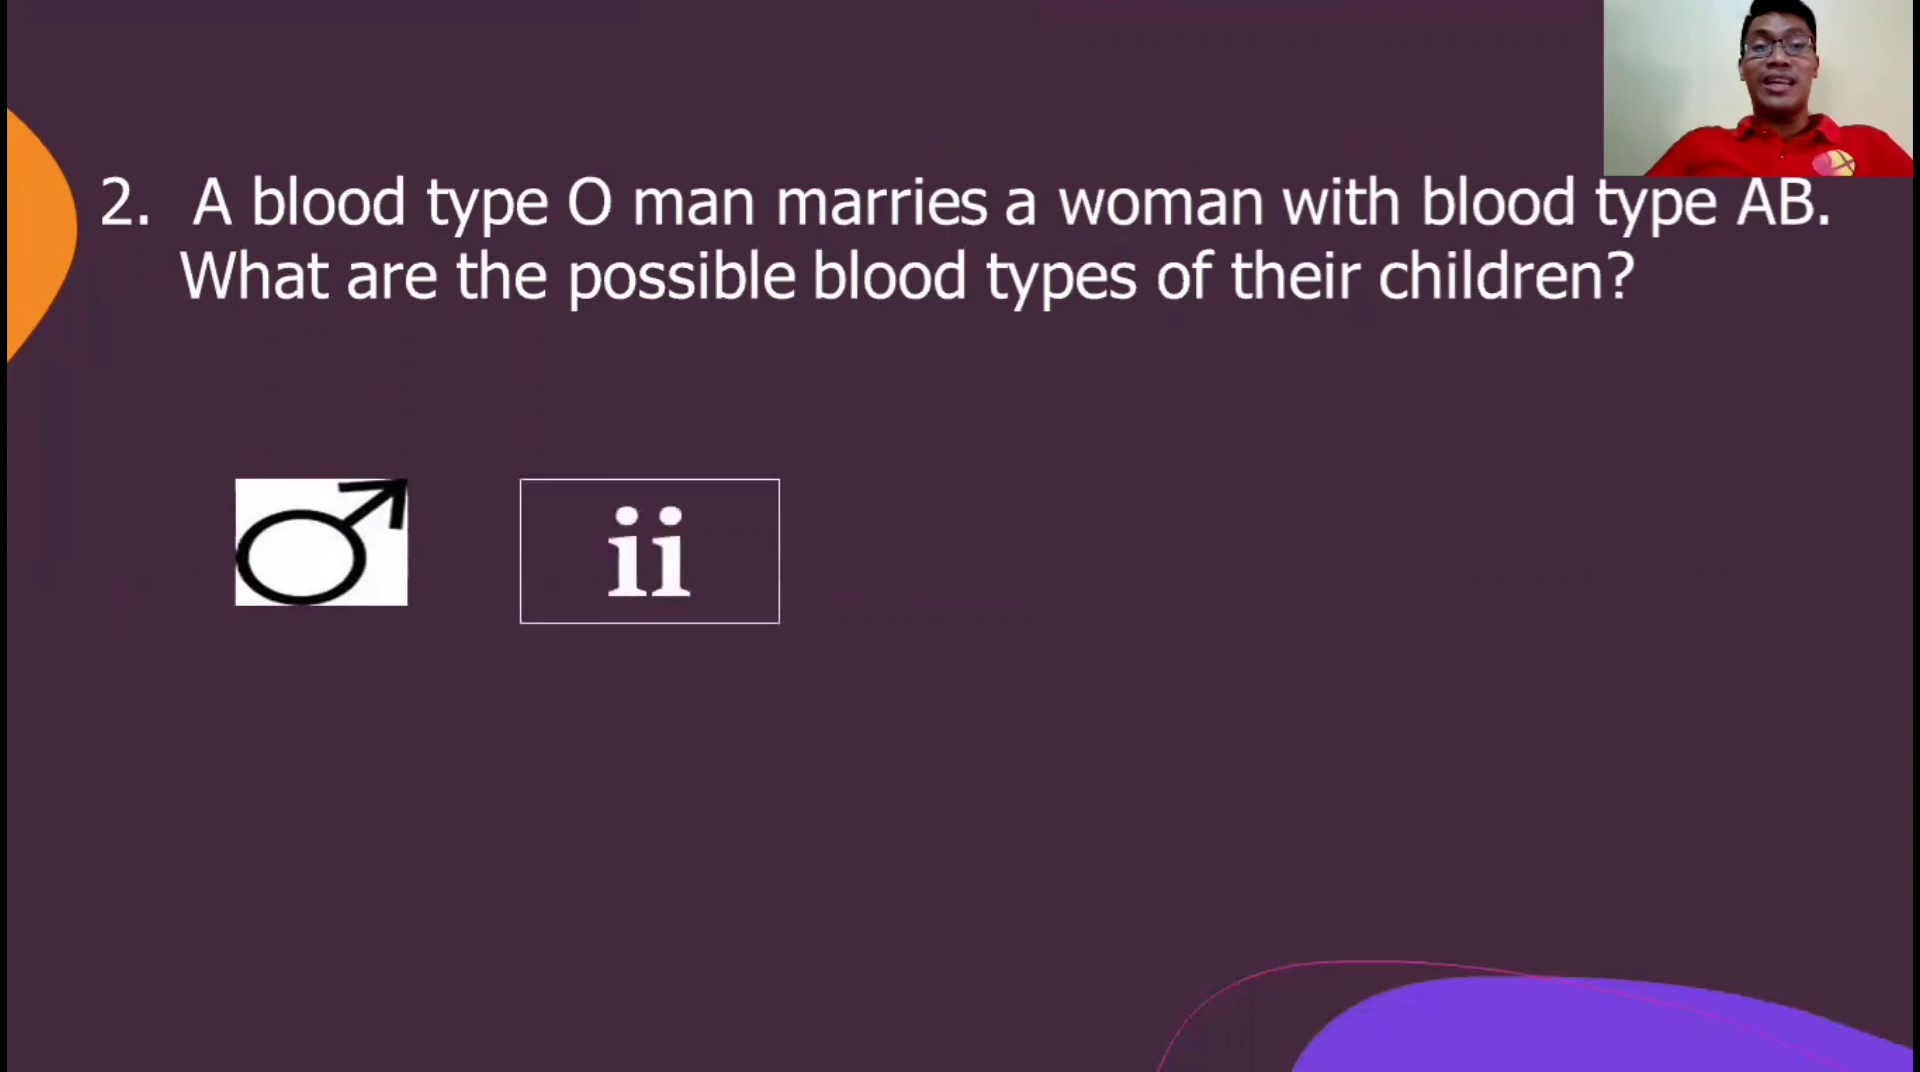 2. A blood type O man marries a woman with blood type AB.
What are the possible blood types of their children?
ii